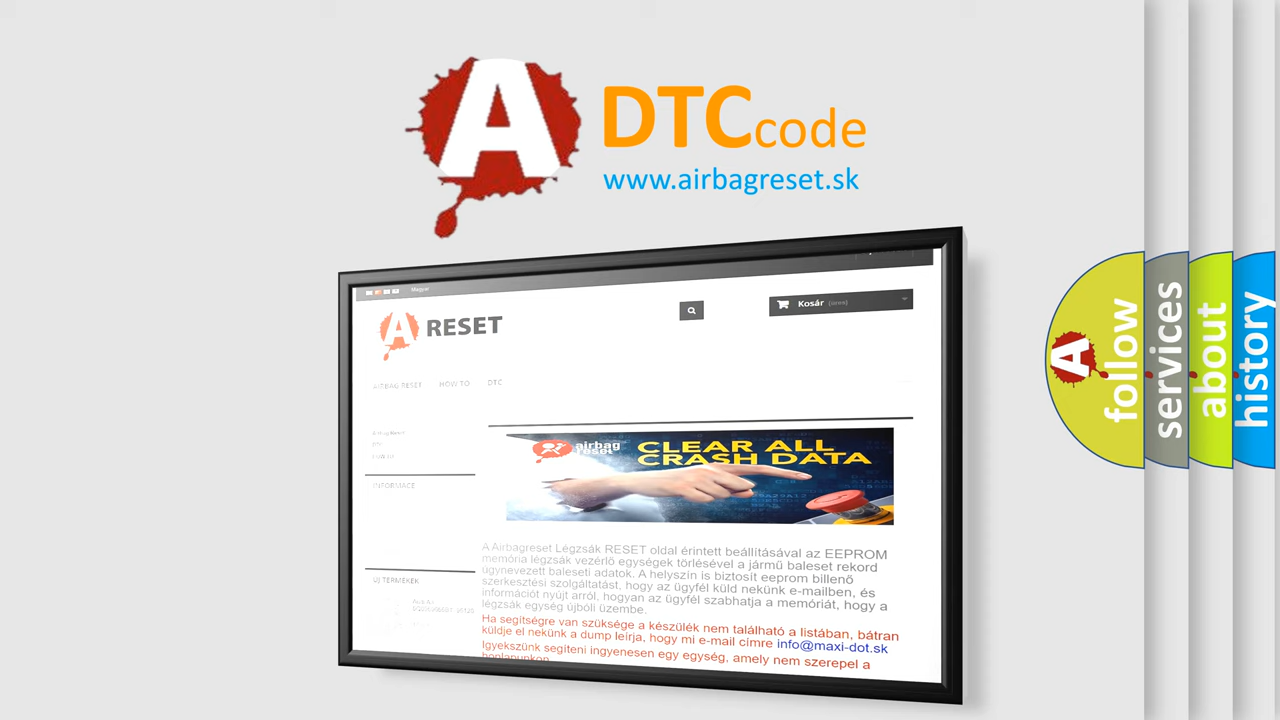 A
DTC code
www.airbagreset.sk
Magyar
A RESET
Kosár (üres)
AIRBAG RESET HOW TO DTC
INFORMACE
airbag
reset
CLEAR ALL
CRASH DATA
A Airbagreset Légzsák RESET oldal érintett beállításával az EEPROM
memória légzsák vezérlő egységek törlésével a jármű baleset rekord
úgynevezett baleseti adatok. A helyszín is biztosít eeprom billenő
szerkesztési szolgáltatást, hogy az ügyfél küld nekünk e-mailben, és
információt nyújt arról, hogyan az ügyfél szabhatja a memóriát, hogy a
légzsák egység újbóli üzembe.
Ha segítségre van szüksége a készülék nem található a listában, bátran
küldje el nekünk a dump leírja, hogy mi e-mail címre info@maxi-dot.sk
Igyekszünk segíteni ingyenesen egy egység, amely nem szerepel a
honlapunkon
ÚJ TERMÉKEK
A
follow
services
about
history